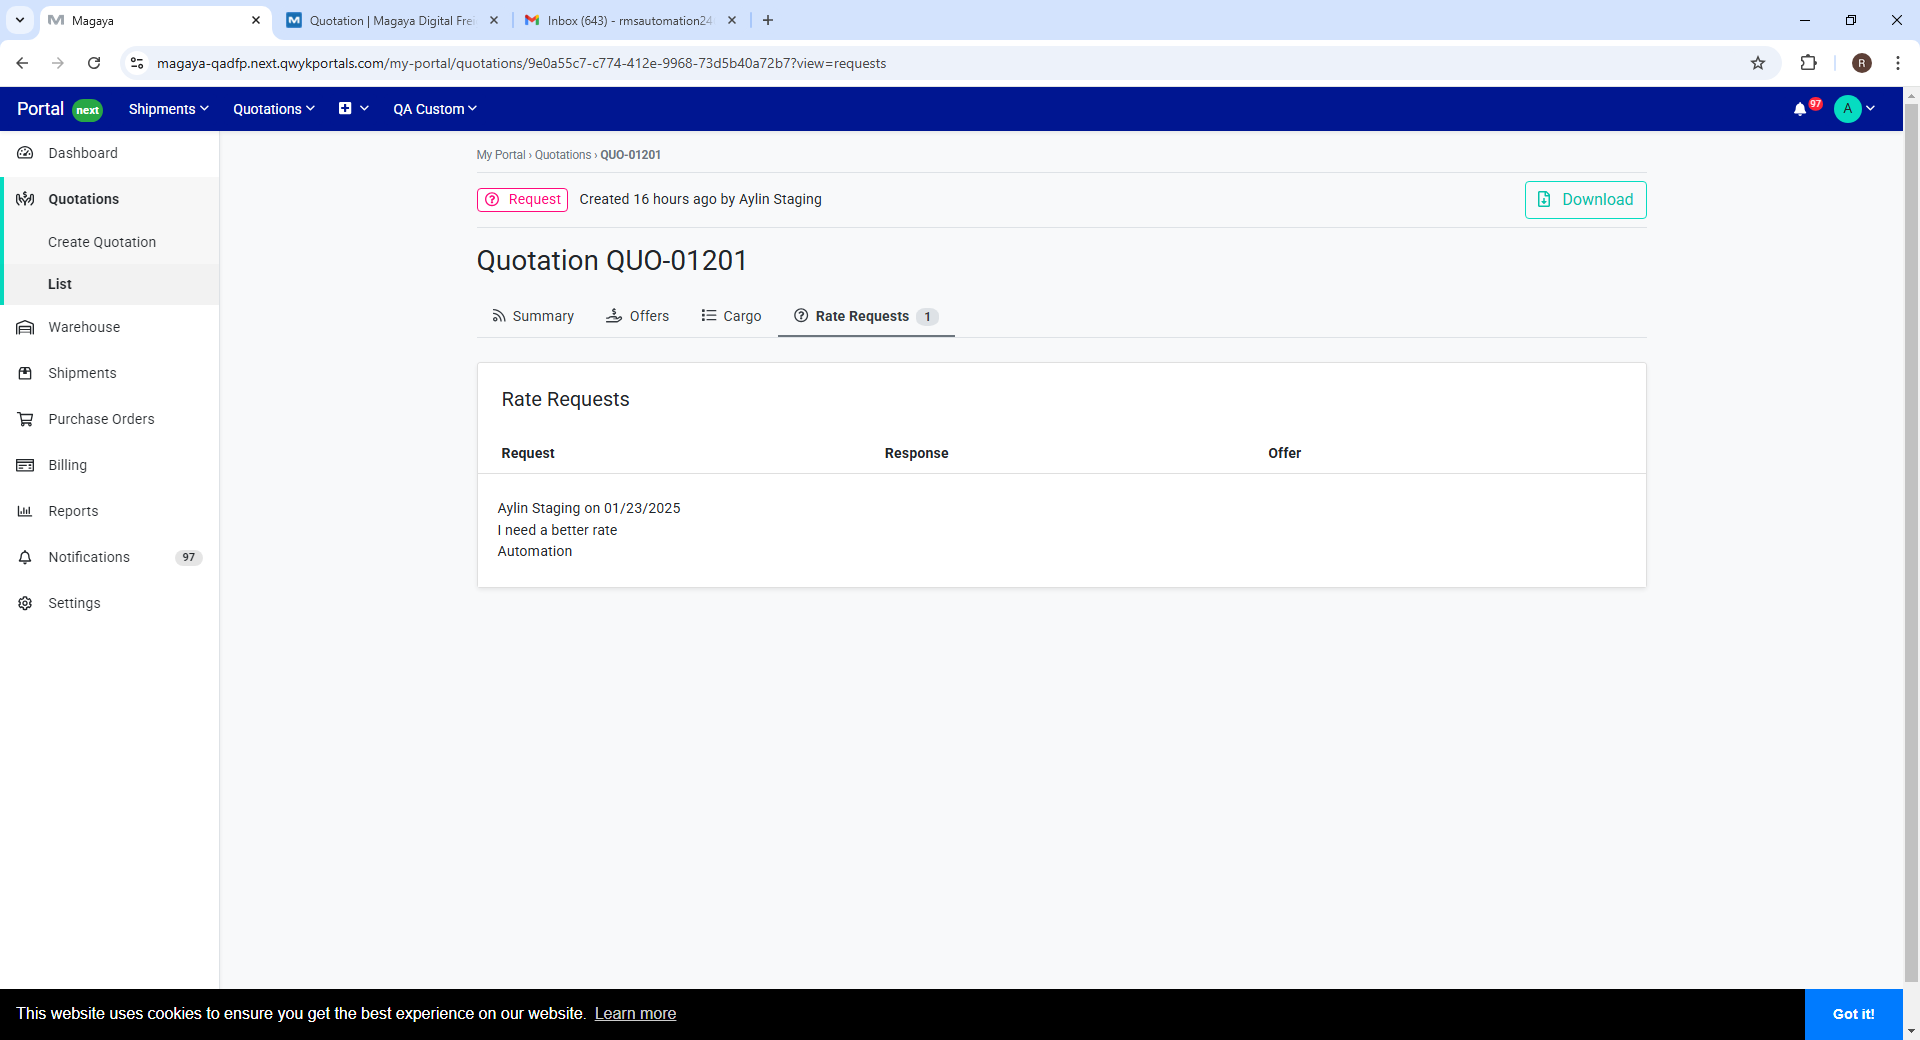 Magaya
Quotation | Magaya Digital Frei
Inbox (643) - rmsautomation24
magaya-qadfp.next.qwykportals.com/my-portal/quotations/9e0a55c7-c774-412e-9968-73d5b40a72b7?view=requests
R
Portal next
Shipments
Quotations
QA Custom
97
A
Dashboard
Quotations
Create Quotation
List
Warehouse
Shipments
Purchase Orders
Billing
Reports
Notifications 97
Settings
My Portal › Quotations › QUO-01201
Request Created 16 hours ago by Aylin Staging
Download
Quotation QUO-01201
Summary Offers Cargo Rate Requests 1
Rate Requests
Request Response Offer
Aylin Staging on 01/23/2025
I need a better rate
Automation
This website uses cookies to ensure you get the best experience on our website. Learn more
Got it!